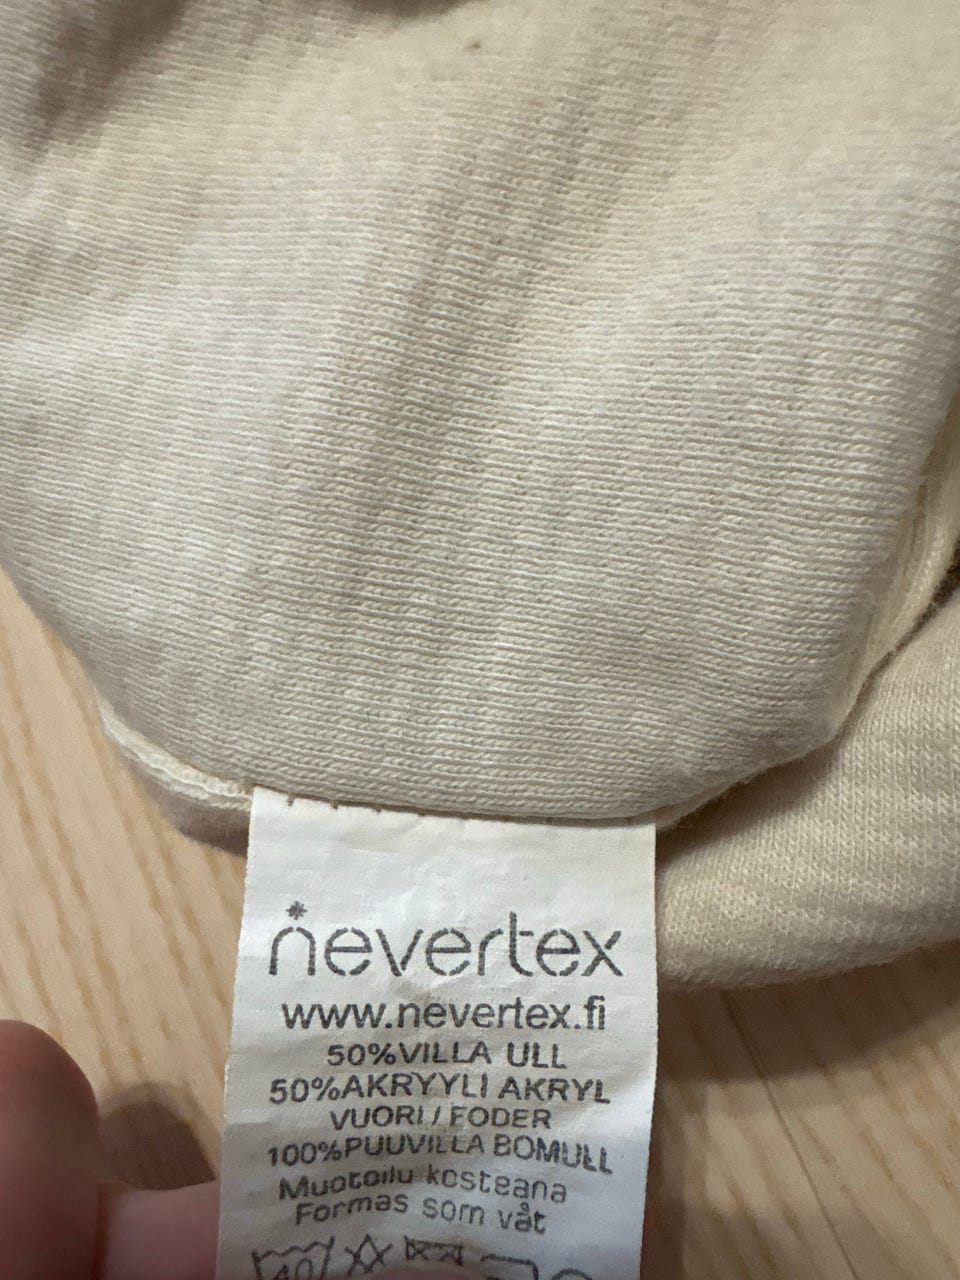 nevertex
www.nevertex.fi
50%VILLA ULL
50%AKRYYLI AKRYL
VUORI / FODER
100%PUUVILLA BOMULL
Muotoilu kosteana
Formas som våt
40